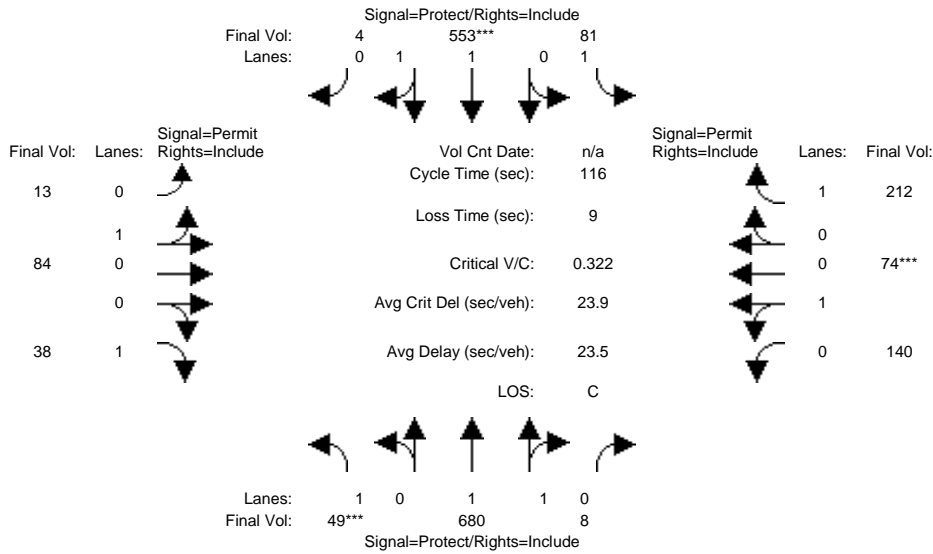 Signal=Protect/Rights=Include
Final Vol: 4 553*** 81
Lanes: 0 1 1 0 1
Signal=Permit
Final Vol: Lanes: Rights=Include
Vol Cnt Date: n/a
Signal=Permit
Rights=Include Lanes: Final Vol:
Cycle Time (sec): 116
13 0
1 212
Loss Time (sec): 9
1
0
84 0
Critical V/C: 0.322
0 74***
0
Avg Crit Del (sec/veh): 23.9
1
38 1
Avg Delay (sec/veh): 23.5
0 140
LOS: C
Lanes: 1 0 1 1 0
Final Vol: 49*** 680 8
Signal=Protect/Rights=Include